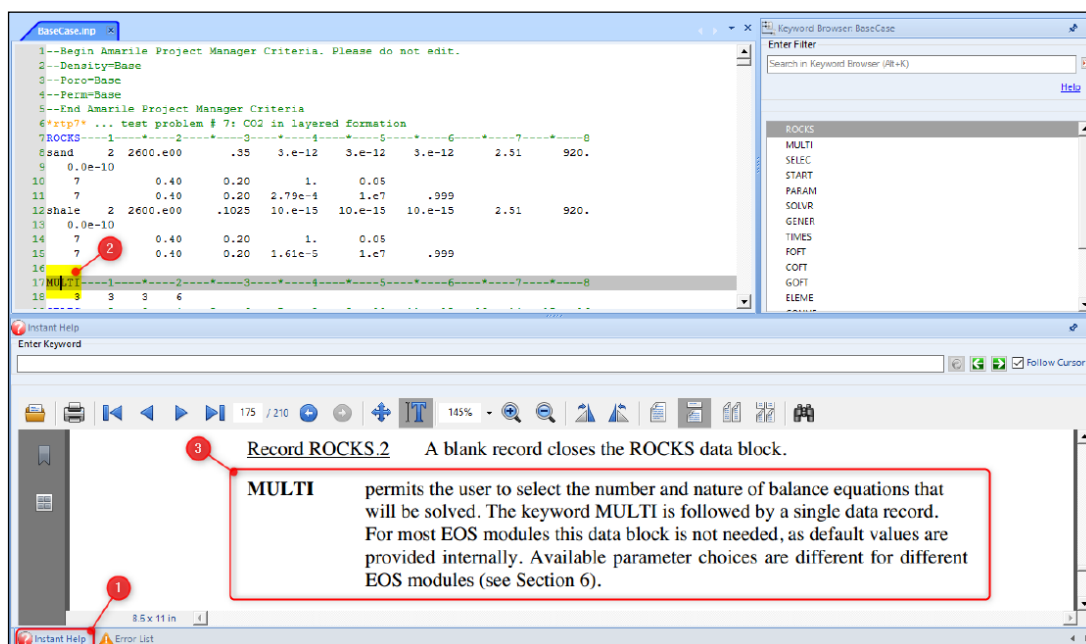 BaseCase.inp
1--Begin Amarile Project Manager Criteria. Please do not edit.
2--Density=Base
3--Poro=Base
4--Perm=Base
5--End Amarile Project Manager Criteria
6*rtp7* ... test problem # 7: CO2 in layered formation
7ROCKS----1----*----2----*----3----*----4----*----5----*----6----*----7----*----8
8sand 2 2600.e00 .35 3.e-12 3.e-12 3.e-12 2.51 920.
9 0.0e-10
10 7 0.40 0.20 1. 0.05
11 7 0.40 0.20 2.79e-4 1.e7 .999
12shale 2 2600.e00 .1025 10.e-15 10.e-15 10.e-15 2.51 920.
13 0.0e-10
14 7 0.40 0.20 1. 0.05
15 7 0.40 0.20 1.61e-5 1.e7 .999
16
2
17MULTI----1----*----2----*----3----*----4----*----5----*----6----*----7----*----8
18 3 3 3 6
Keyword Browser: BaseCase
Enter Filter
Search in Keyword Browser (Alt+K)
Help
ROCKS
MULTI
SELEC
START
PARAM
SOLVR
GENER
TIMES
FOFT
COFT
GOFT
ELEME
Instant Help
Enter Keyword
Follow Cursor
175 / 210
145%
3
Record ROCKS.2 A blank record closes the ROCKS data block.
MULTI permits the user to select the number and nature of balance equations that
will be solved. The keyword MULTI is followed by a single data record.
For most EOS modules this data block is not needed, as default values are
provided internally. Available parameter choices are different for different
EOS modules (see Section 6).
1
8.5 x 11 in
Instant Help
Error List